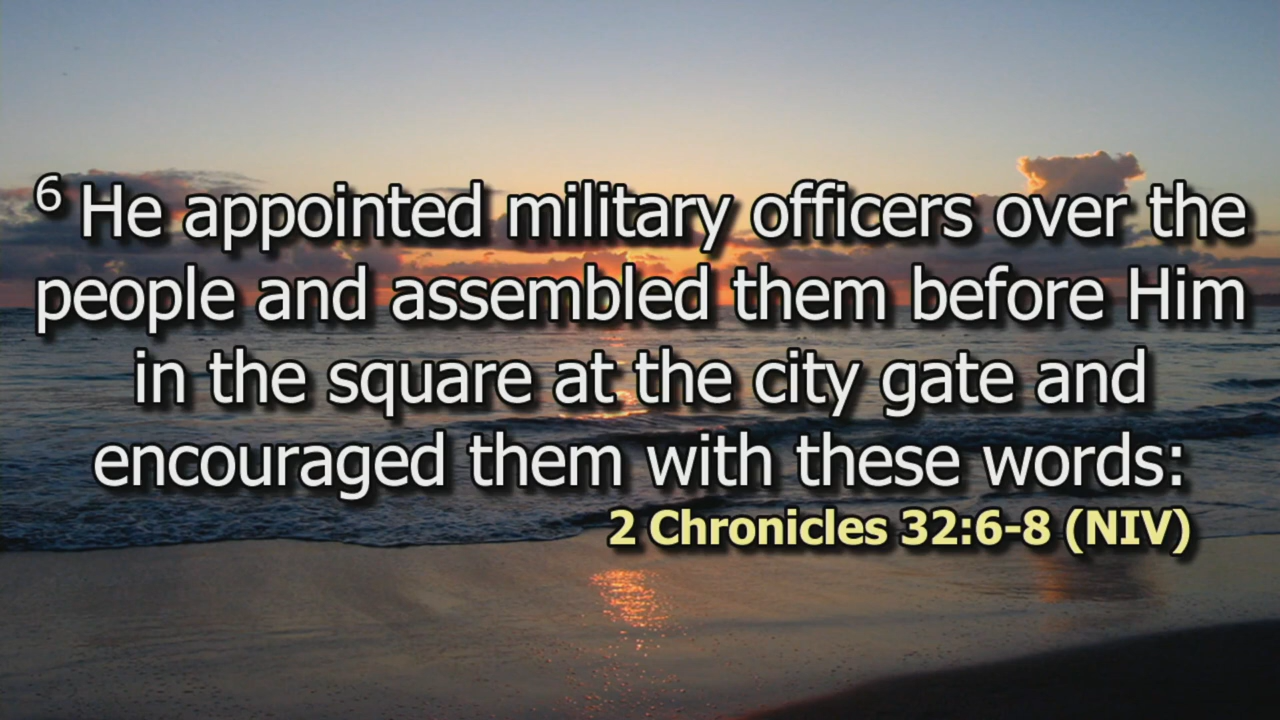 6 He appointed military officers over the
people and assembled them before Him
in the square at the city gate and
encouraged them with these words:
2 Chronicles 32:6-8 (NIV)